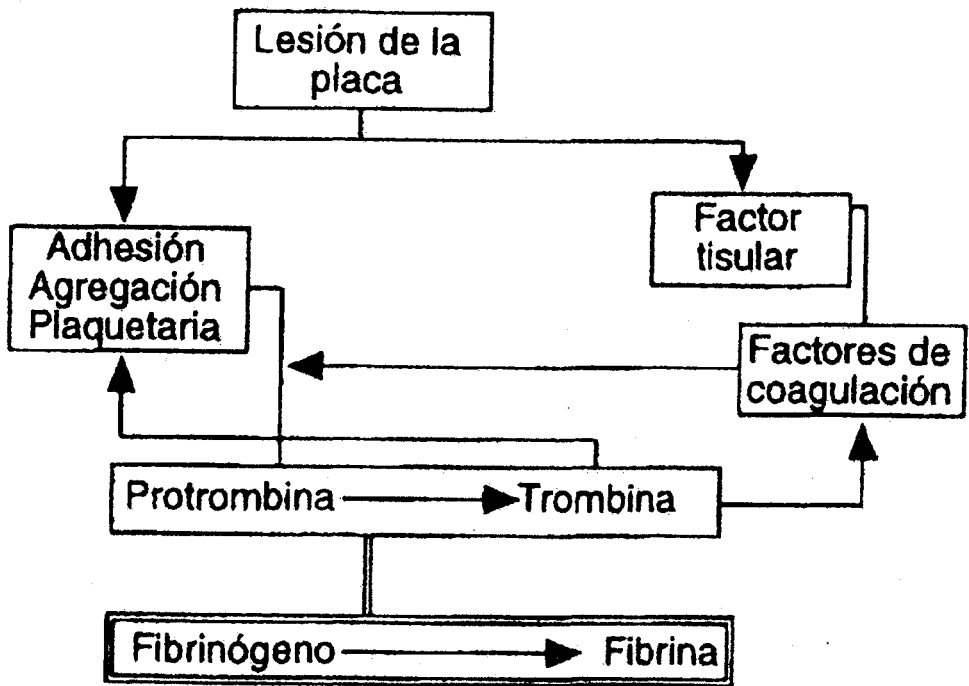 Lesión de la
placa
Factor
tisular
Adhesión
Agregación
Plaquetaria
Factores de
coagulación
Protrombina Trombina
Fibrinógeno Fibrina